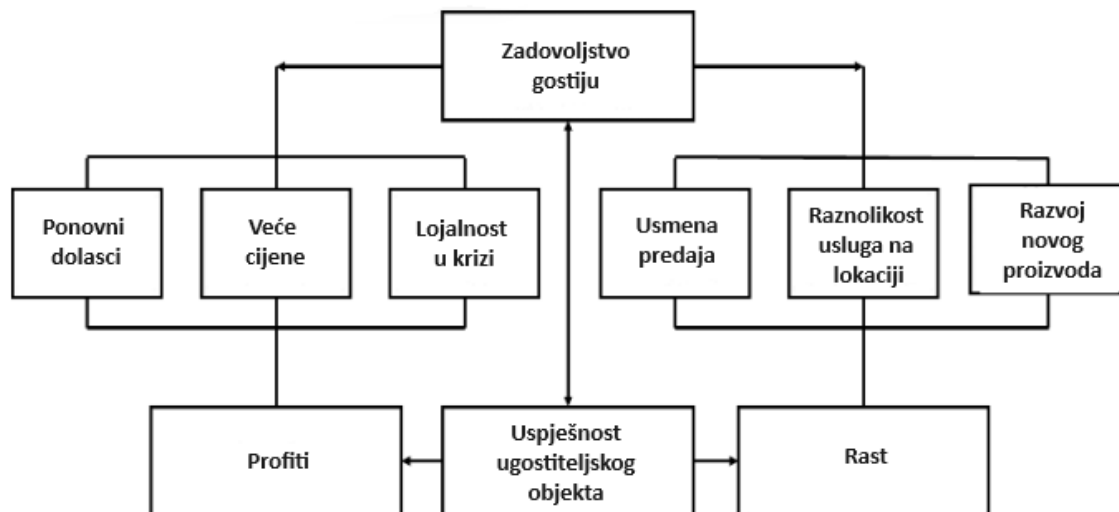 Zadovoljstvo
gostiju
Ponovni
dolasci
Veće
cijene
Lojalnost
u krizi
Usmena
predaja
Raznolikost
usluga na
lokaciji
Razvoj
novog
proizvoda
Profiti
Uspješnost
ugostiteljskog
objekta
Rast